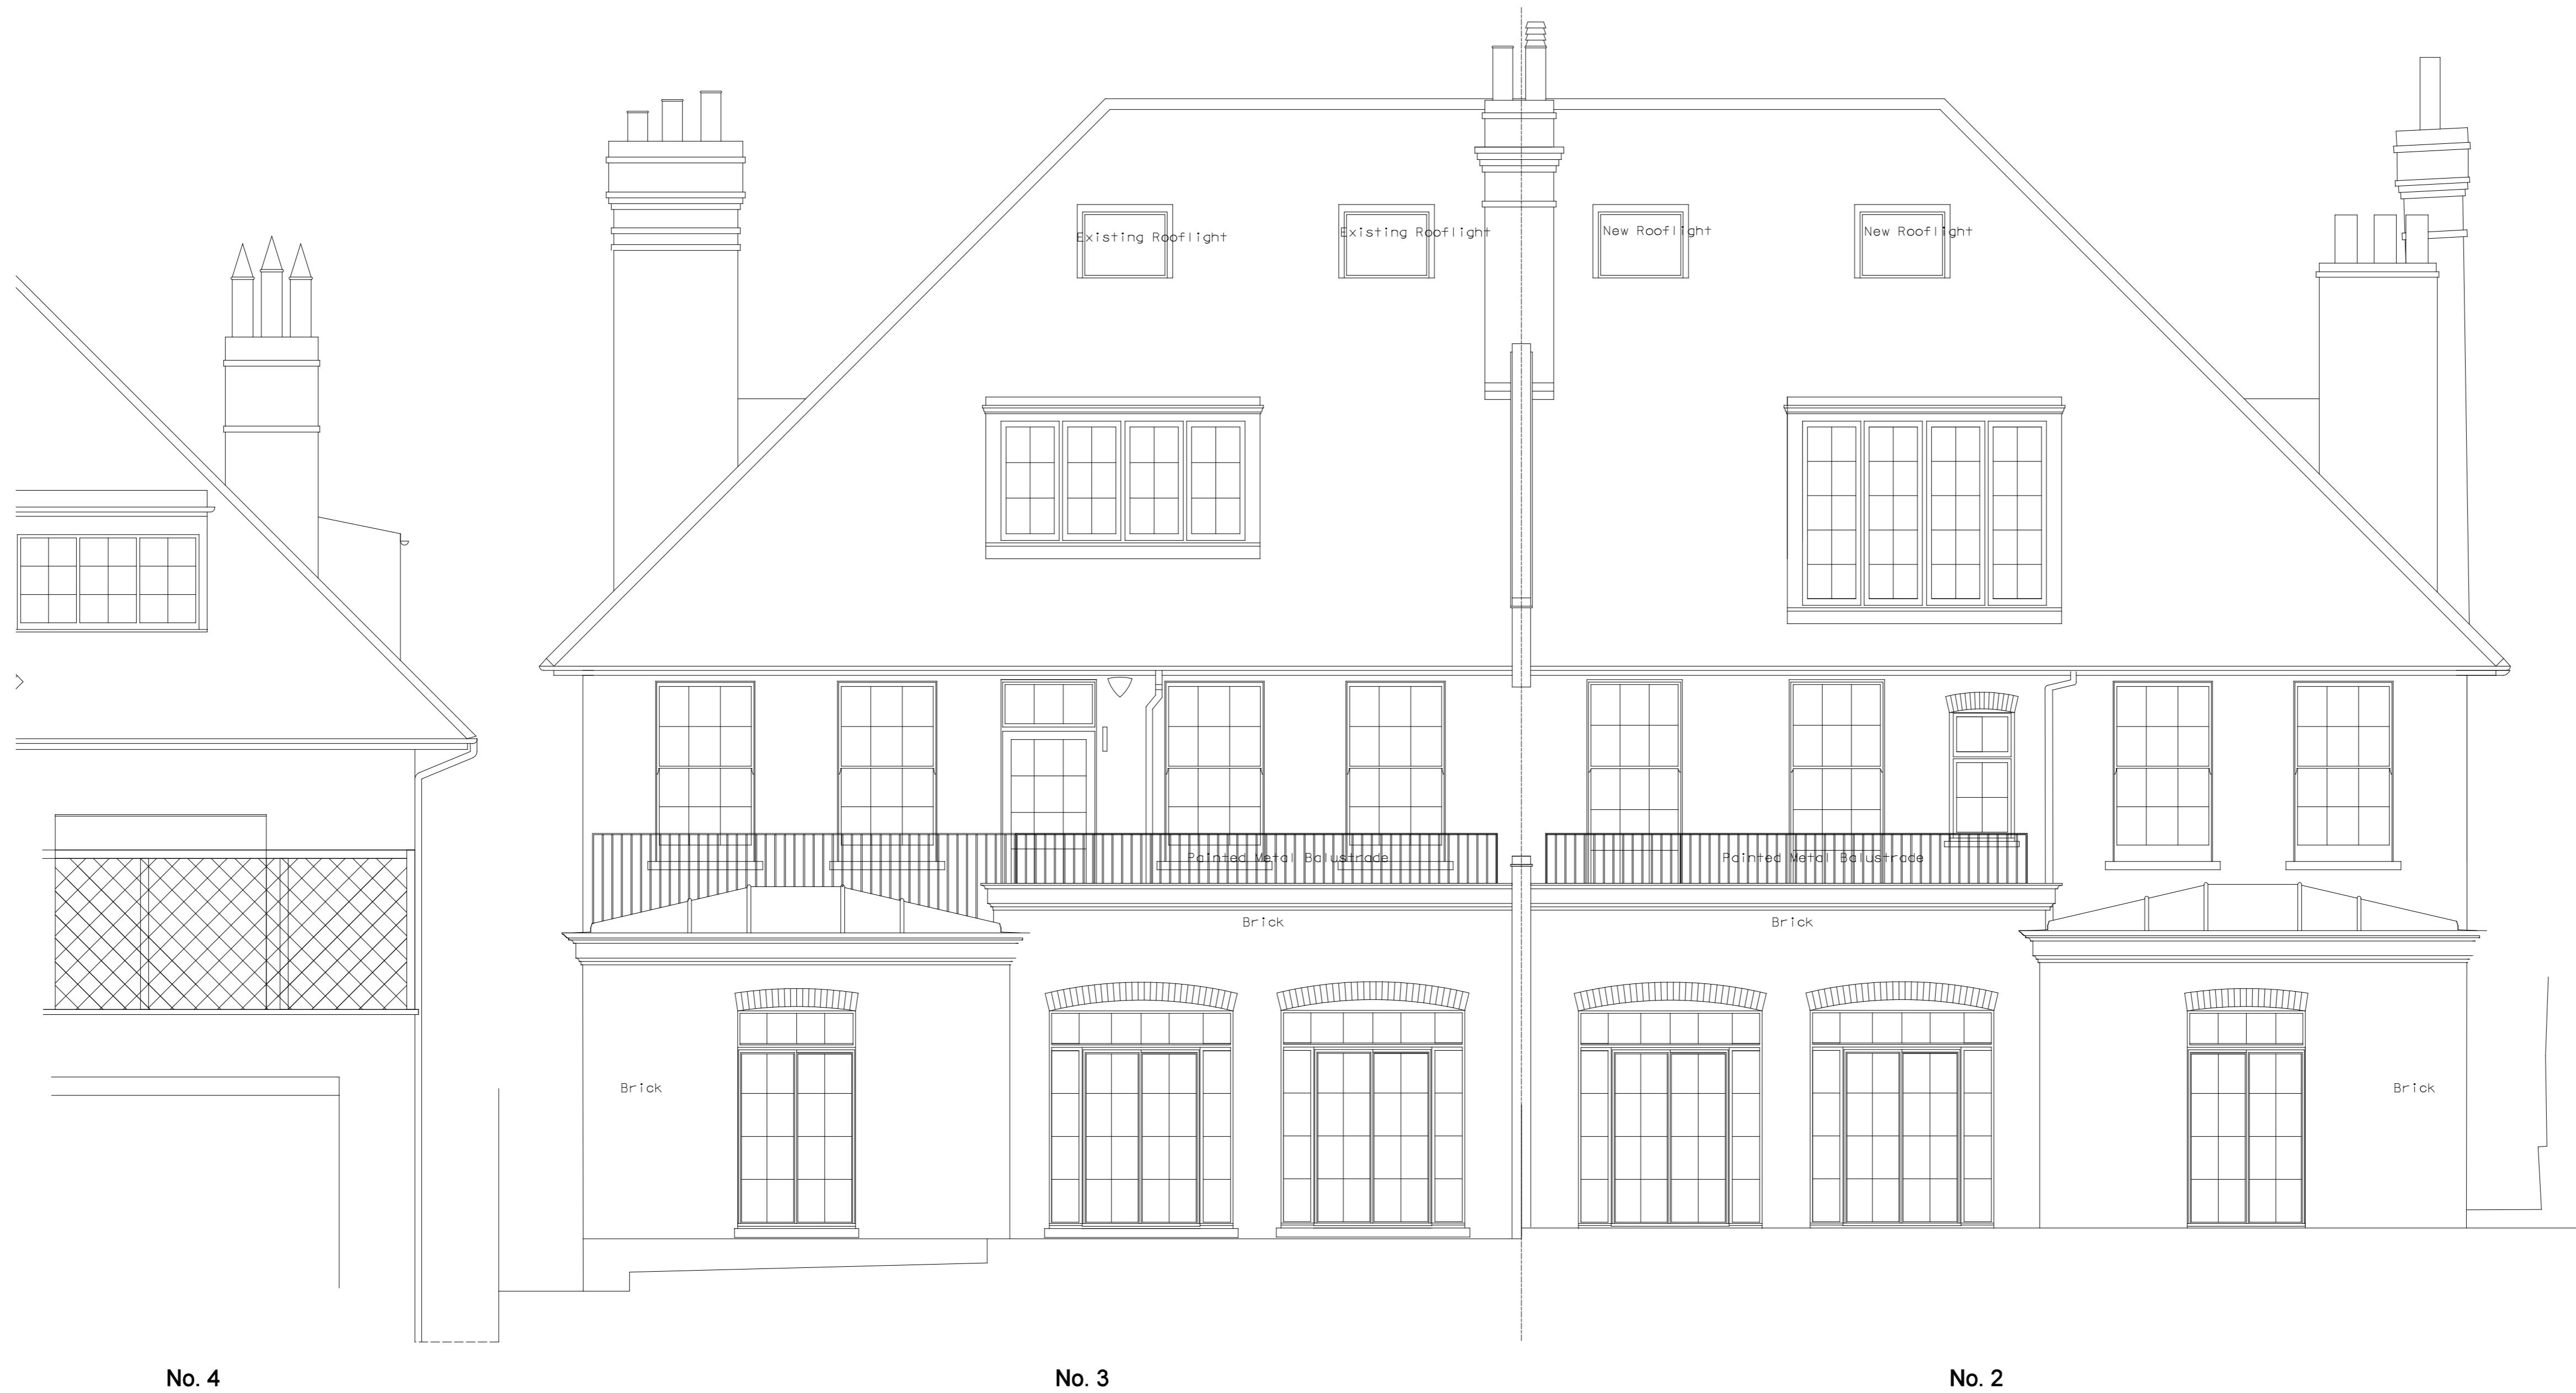 Existing Rooflight
Existing Rooflight
New Rooflight
New Rooflight
Painted Metal Balustrade
Painted Metal Balustrade
Brick
Brick
Brick
Brick
No. 4
No. 3
No. 2